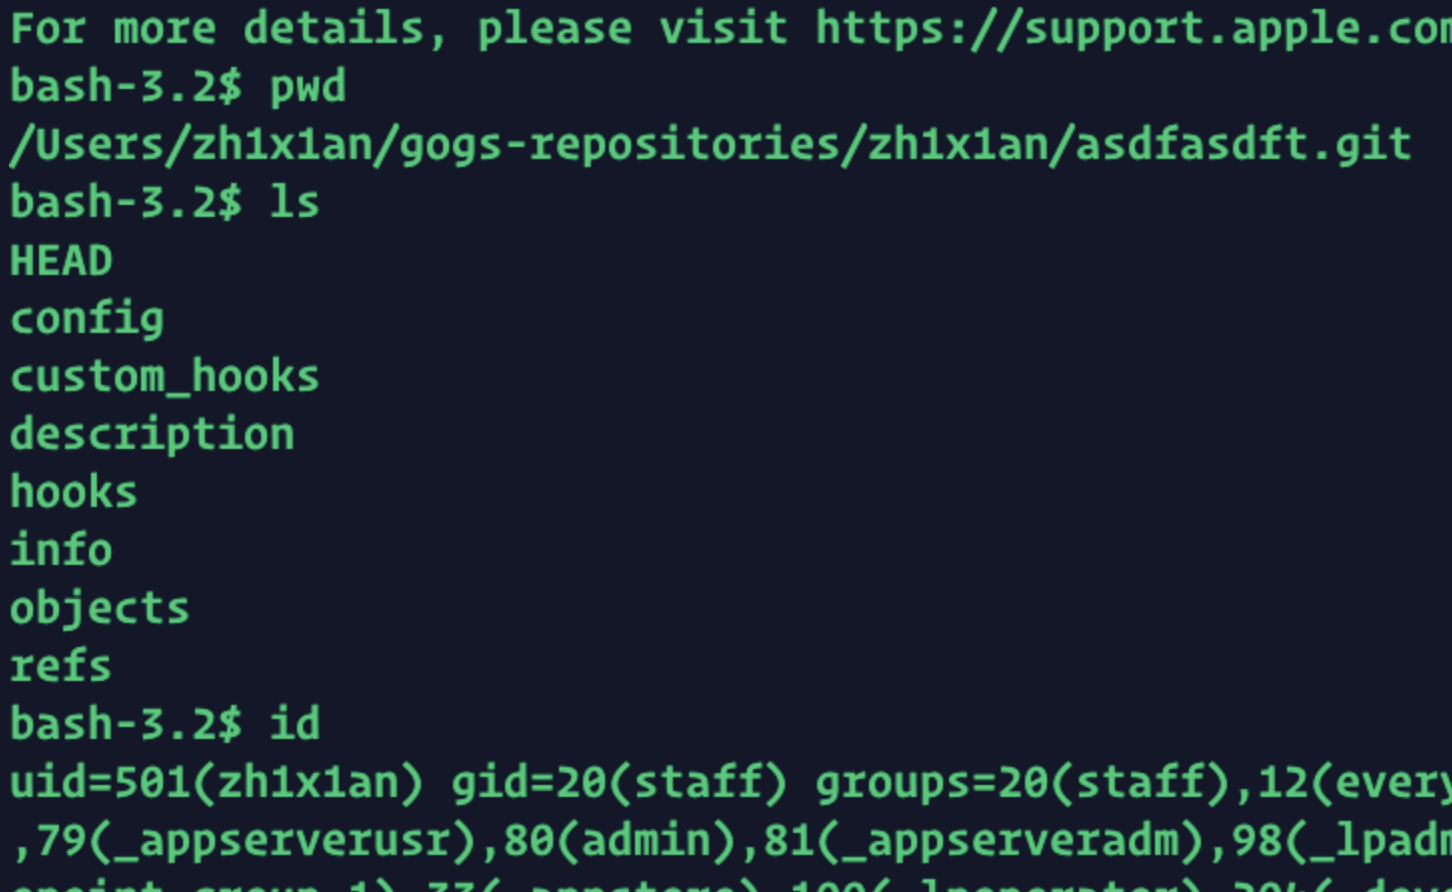 For more details, please visit https://support.apple.com
bash-3.2$ pwd
/Users/zh1x1an/gogs-repositories/zh1x1an/asdfasdft.git
bash-3.2$ ls
HEAD
config
custom_hooks
description
hooks
info
objects
refs
bash-3.2$ id
uid=501(zh1x1an) gid=20(staff) groups=20(staff),12(every
,79(_appserverusr),80(admin),81(_appserveradm),98(_lpadm